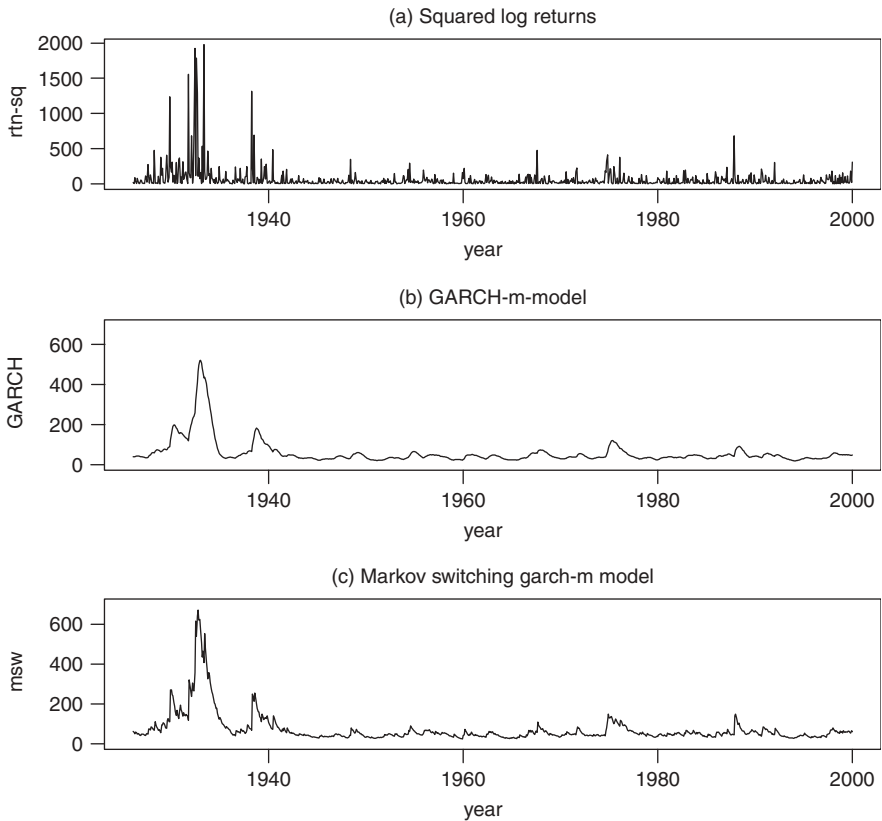 (a) Squared log returns
rtn-sq
2000
1500
1000
500
0
1940 1960 1980 2000
year
(b) GARCH-m-model
GARCH
600
400
200
0
1940 1960 1980 2000
year
(c) Markov switching garch-m model
msw
600
400
200
0
1940 1960 1980 2000
year